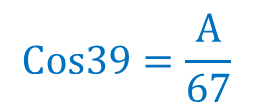 Cos39 = A/67